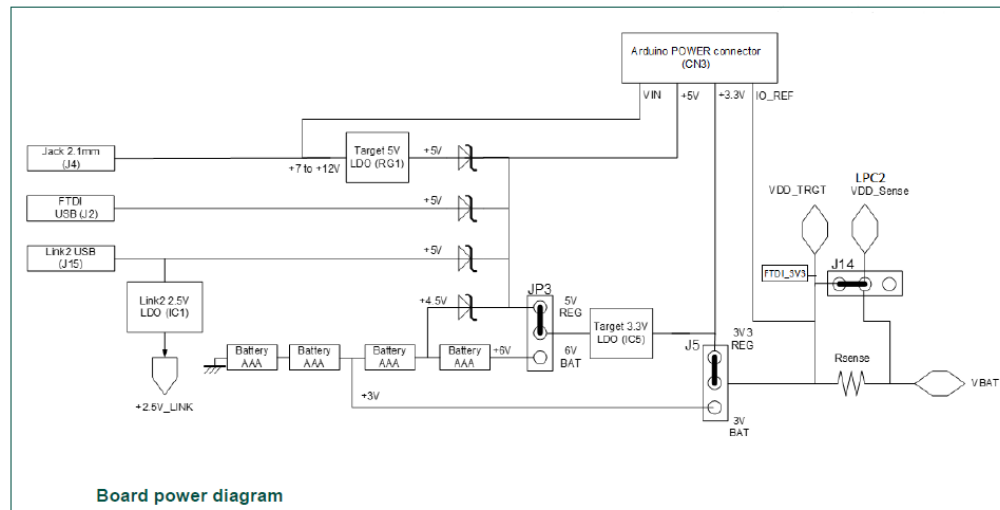 Arduino POWER connector
(CN3)
VIN
+5V
+3.3V
IO_REF
Jack 2.1mm
(J4)
+7 to +12V
Target 5V
LDO (RG1)
+5V
FTDI
USB (J2)
+5V
Link2 USB
(J15)
+5V
VDD_TRGT
LPC2
VDD_Sense
FTDI_3V3
J14
Link2 2.5V
LDO (IC1)
+2.5V_LINK
+4.5V
JP3
5V
REG
6V
BAT
Target 3.3V
LDO (IC5)
Battery
AAA
Battery
AAA
Battery
AAA
Battery
AAA
+6V
+3V
J5
3V3
REG
3V
BAT
Rsense
VBAT
Board power diagram